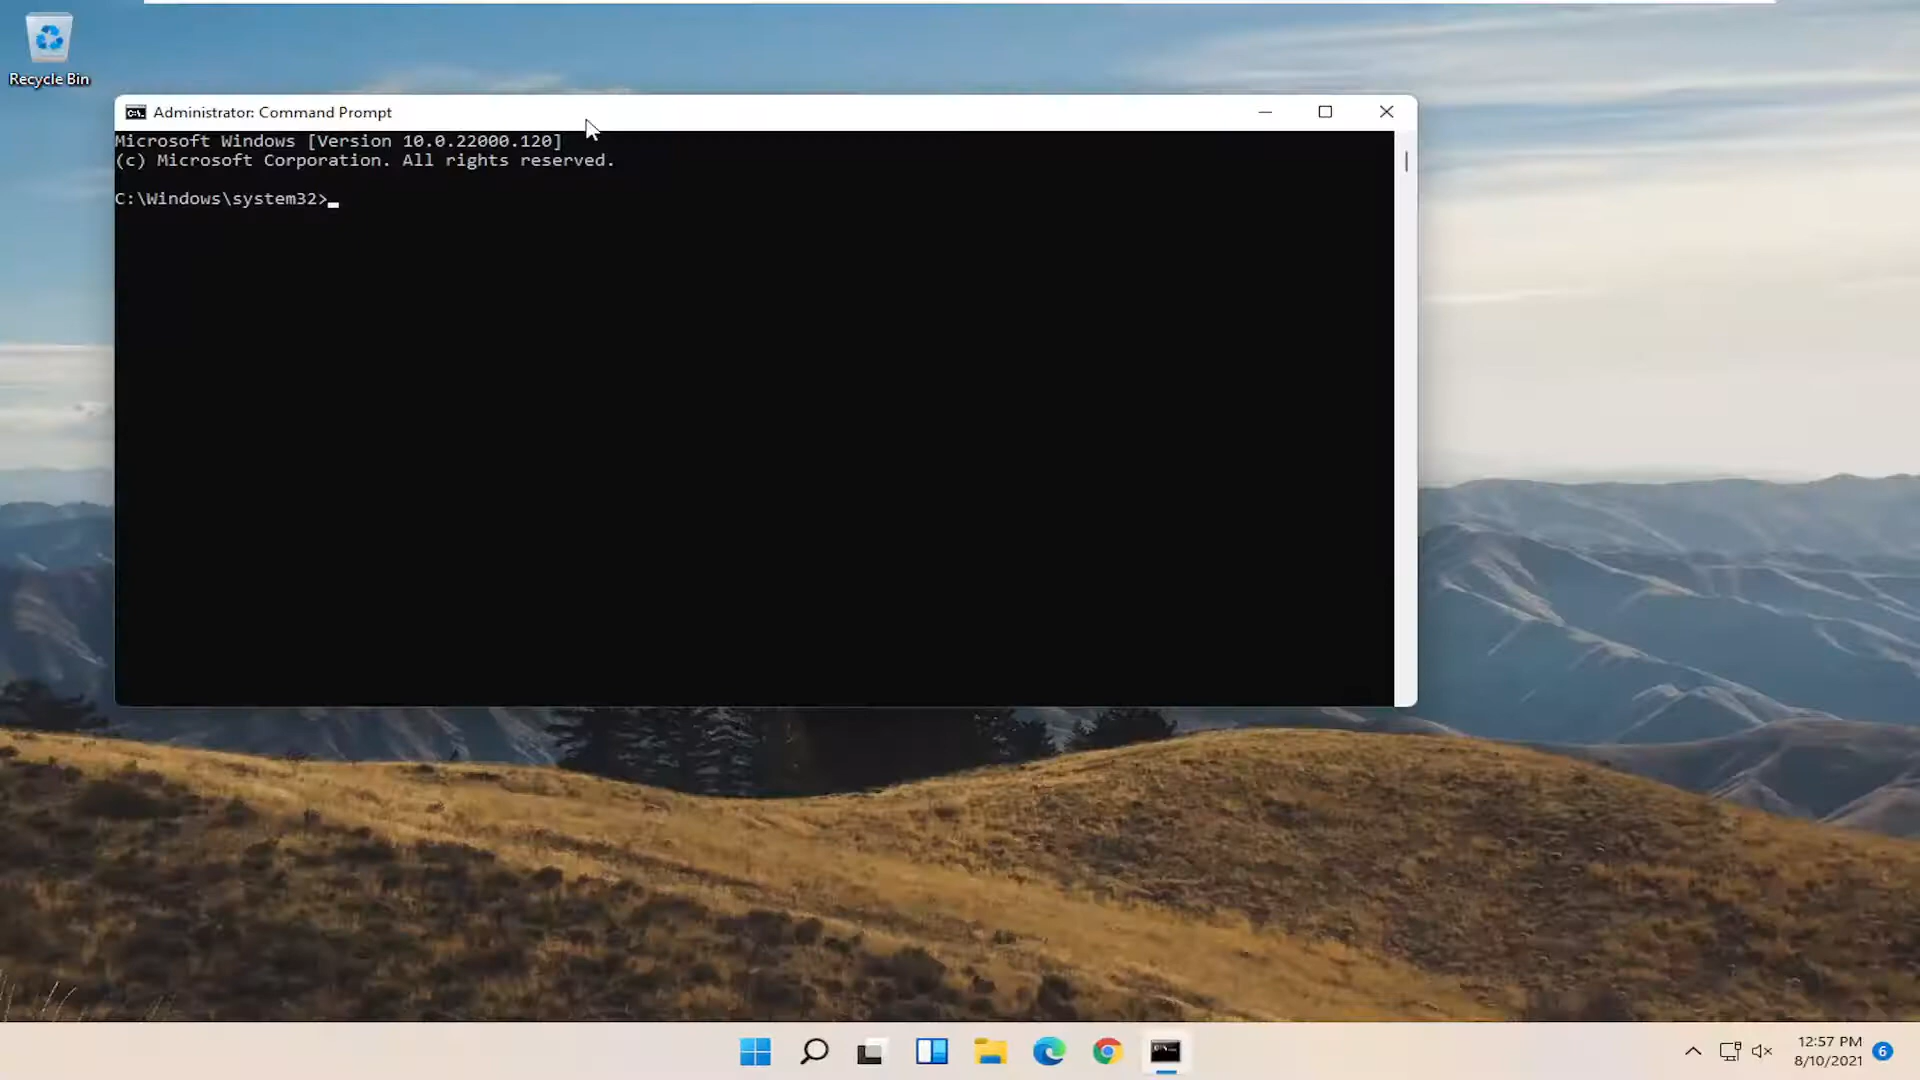 Recycle Bin
Administrator: Command Prompt
Microsoft Windows [Version 10.0.22000.120]
(c) Microsoft Corporation. All rights reserved.
C:\Windows\system32>
12:57 PM
8/10/2021
6